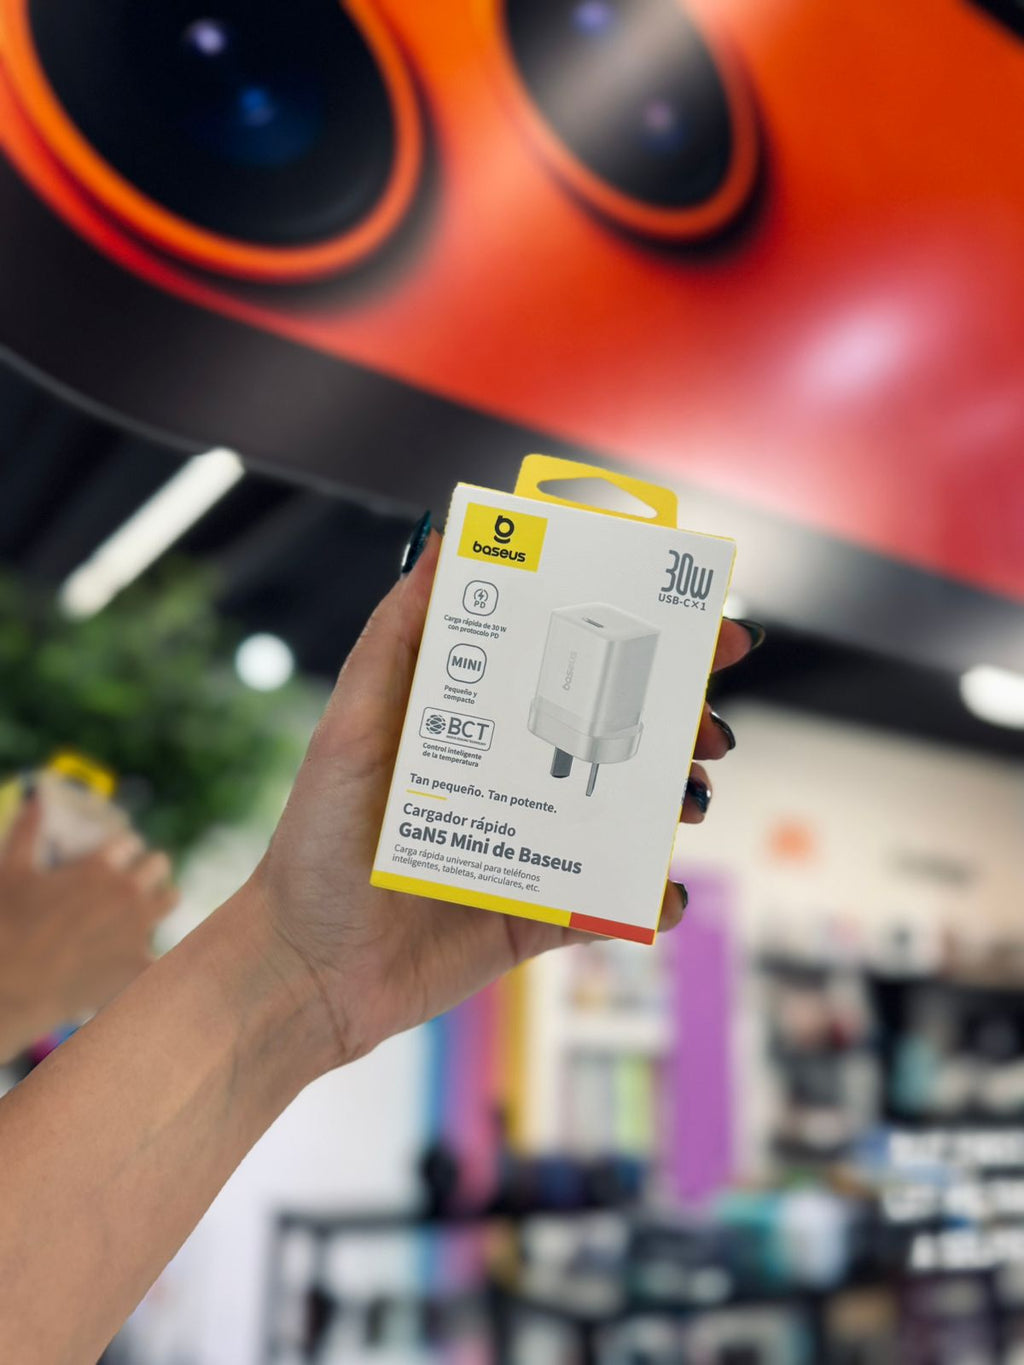 baseus
30W
USB-C×1
PD
Carga rápida de 30 W
con protocolo PD
MINI
Pequeño y
compacto
BCT
Control inteligente
de la temperatura
baseus
Tan pequeño. Tan potente.
Cargador rápido
GaN5 Mini de Baseus
Carga rápida universal para teléfonos
inteligentes, tabletas, auriculares, etc.